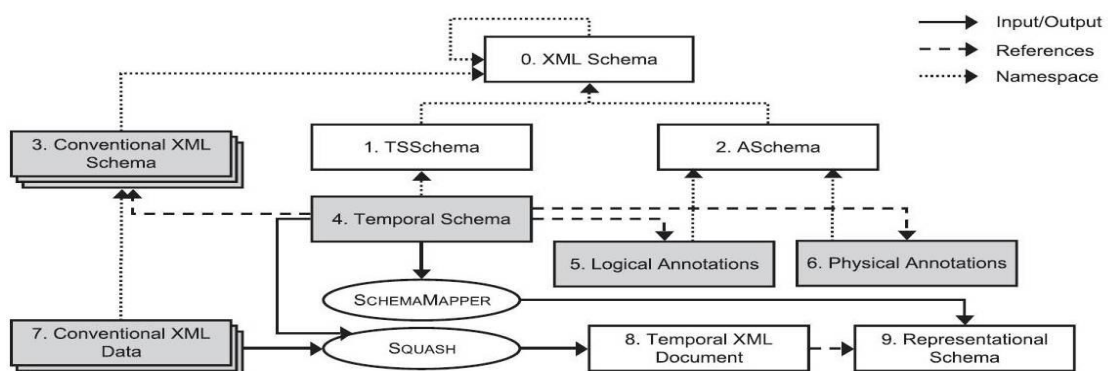 Input/Output
References
Namespace
0. XML Schema
3. Conventional XML
Schema
1. TSSchema
2. ASchema
4. Temporal Schema
5. Logical Annotations
6. Physical Annotations
SCHEMAMAPPER
7. Conventional XML
Data
SQUASH
8. Temporal XML
Document
9. Representational
Schema